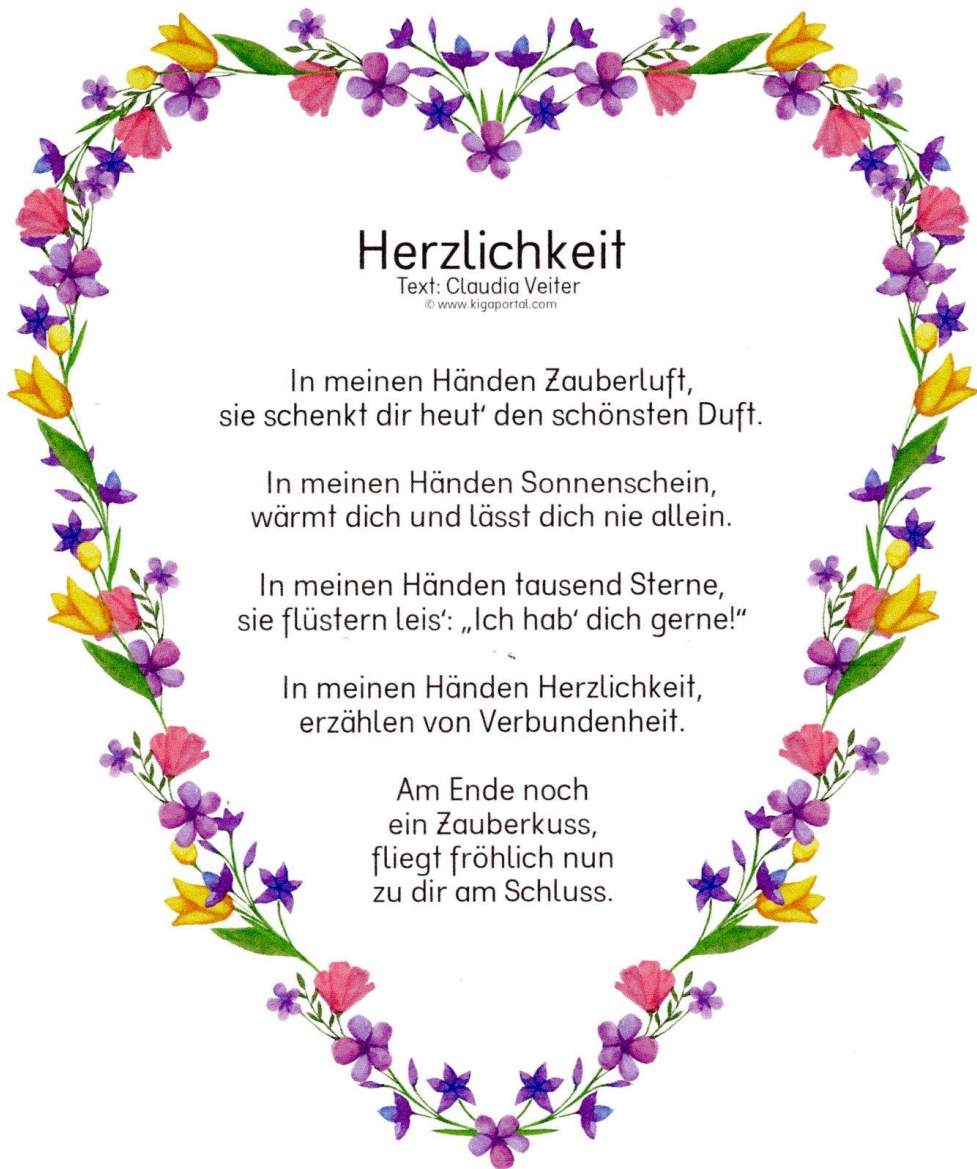 Herzlichkeit
Text: Claudia Veiter
© www.kigaportal.com
In meinen Händen Zauberluft,
sie schenkt dir heut' den schönsten Duft.
In meinen Händen Sonnenschein,
wärmt dich und lässt dich nie allein.
In meinen Händen tausend Sterne,
sie flüstern leis': „Ich hab' dich gerne!“
In meinen Händen Herzlichkeit,
erzählen von Verbundenheit.
Am Ende noch
ein Zauberkuss,
fliegt fröhlich nun
zu dir am Schluss.